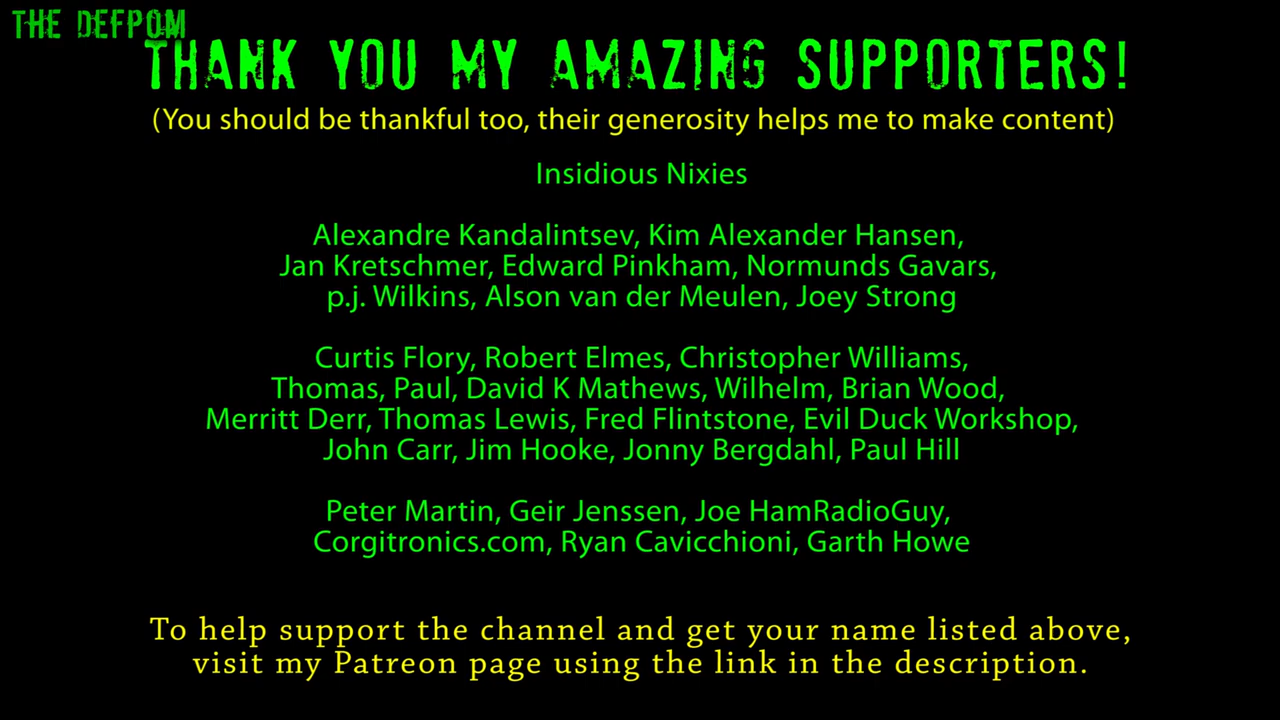 THE DEFPOM
THANK YOU MY AMAZING SUPPORTERS!
(You should be thankful too, their generosity helps me to make content)
Insidious Nixies
Alexandre Kandalintsev, Kim Alexander Hansen,
Jan Kretschmer, Edward Pinkham, Normunds Gavars,
p.j. Wilkins, Alson van der Meulen, Joey Strong
Curtis Flory, Robert Elmes, Christopher Williams,
Thomas, Paul, David K Mathews, Wilhelm, Brian Wood,
Merritt Derr, Thomas Lewis, Fred Flintstone, Evil Duck Workshop,
John Carr, Jim Hooke, Jonny Bergdahl, Paul Hill
Peter Martin, Geir Jenssen, Joe HamRadioGuy,
Corgitronics.com, Ryan Cavicchioni, Garth Howe
To help support the channel and get your name listed above,
visit my Patreon page using the link in the description.